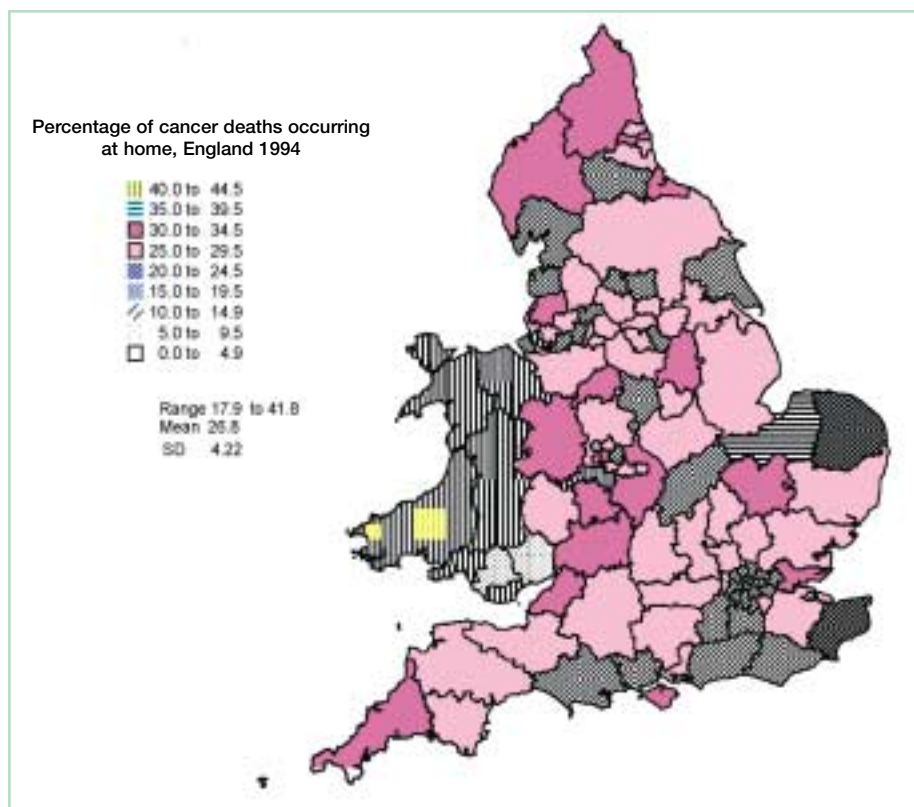 Percentage of cancer deaths occurring
at home, England 1994
40.0 to 44.5
35.0 to 39.5
30.0 to 34.5
25.0 to 29.5
20.0 to 24.5
15.0 to 19.5
10.0 to 14.9
5.0 to 9.5
0.0 to 4.9
Range 17.9 to 41.8
Mean 26.8
SD 4.22